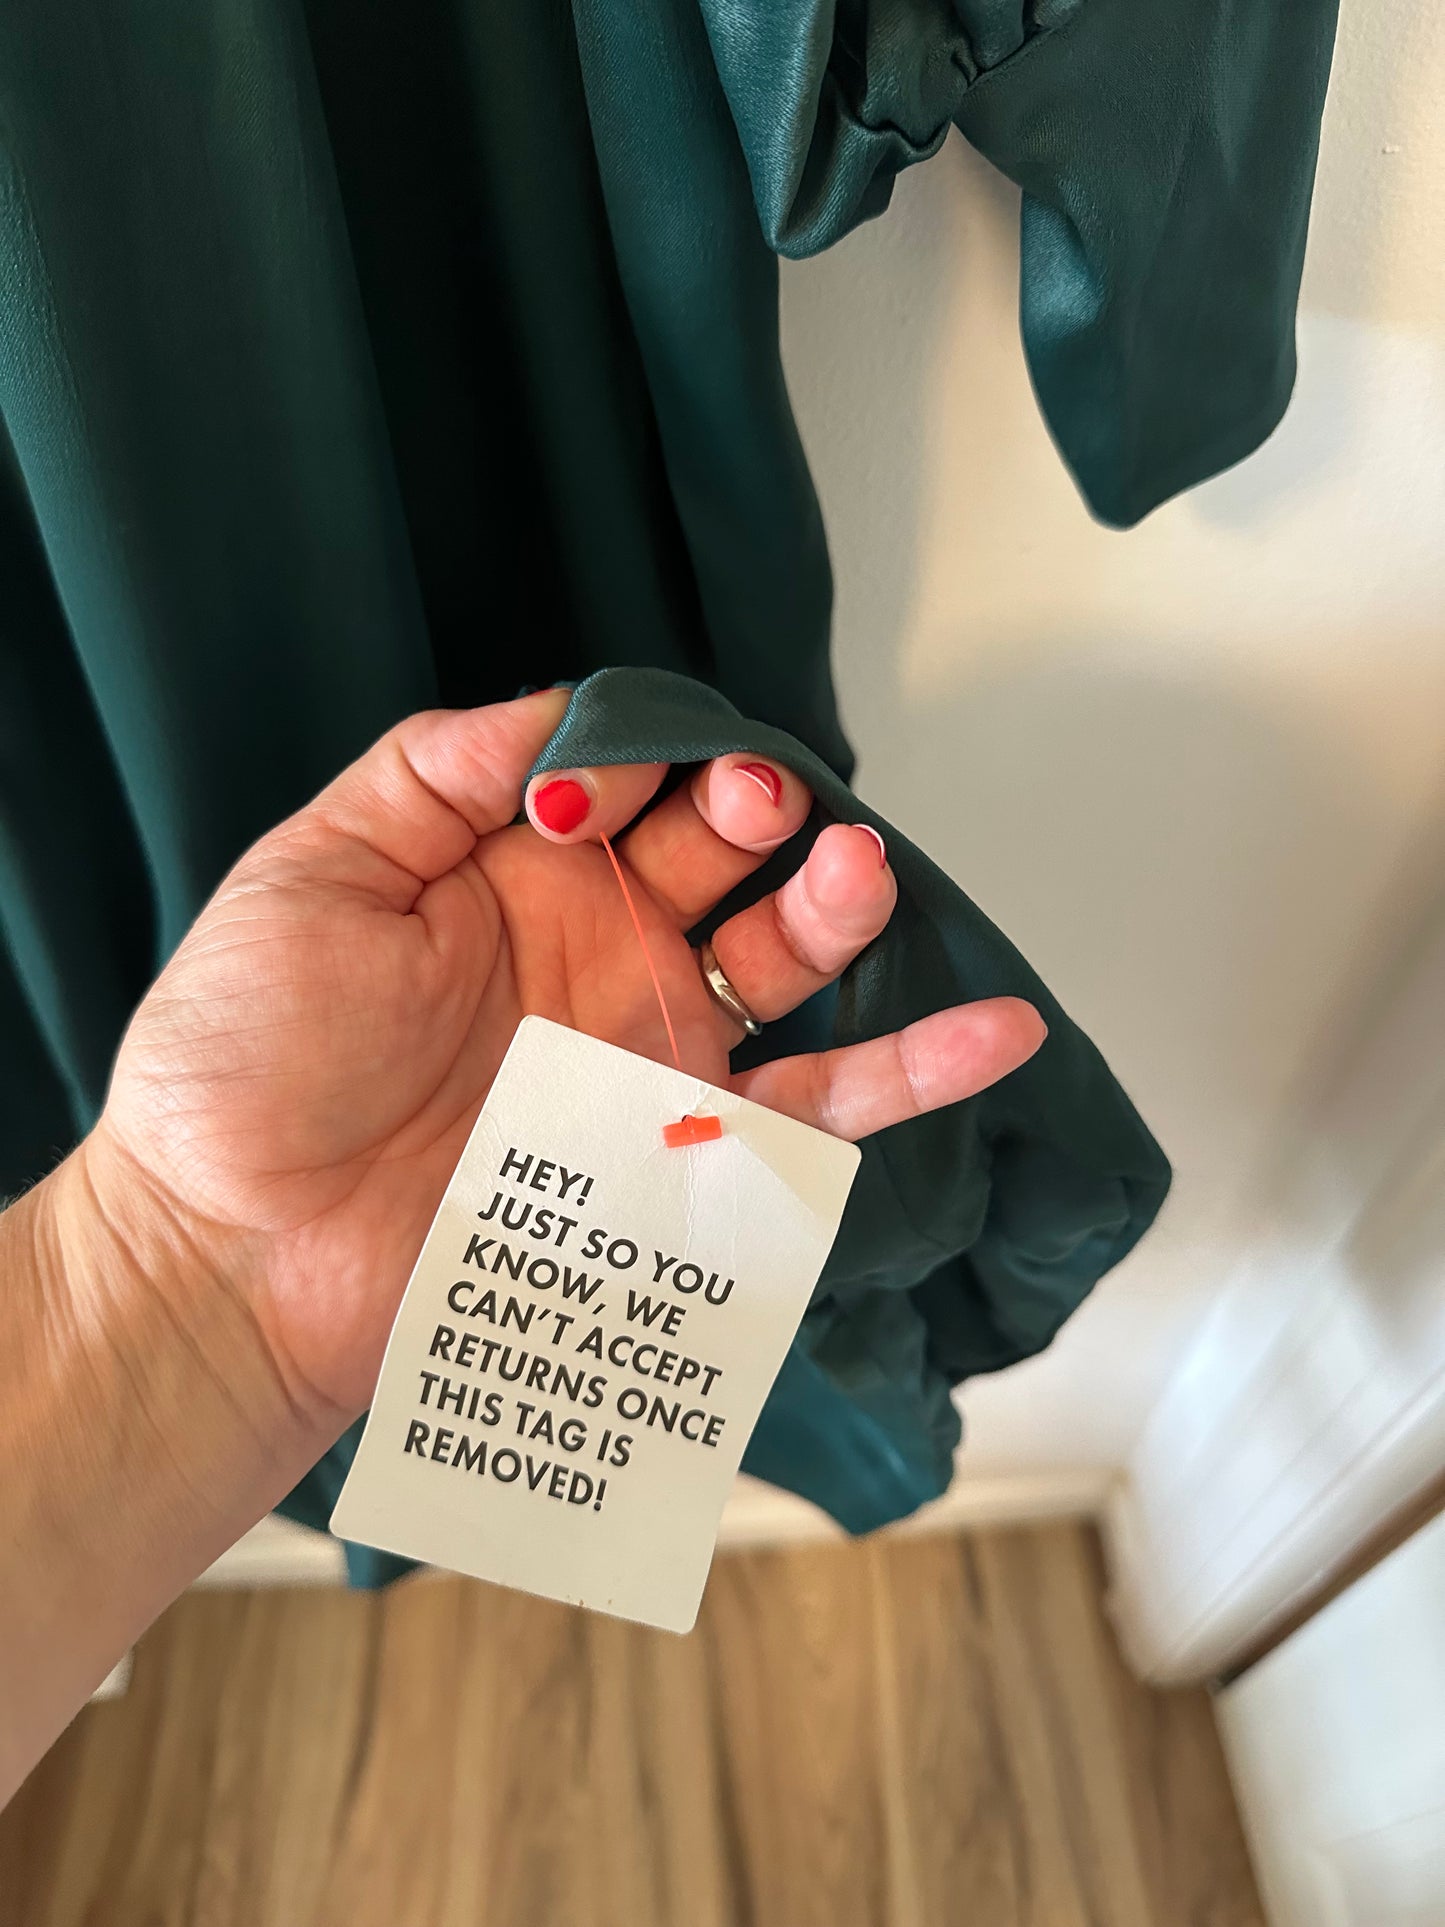 HEY!
JUST SO YOU
KNOW, WE
CAN'T ACCEPT
RETURNS ONCE
THIS TAG IS
REMOVED!